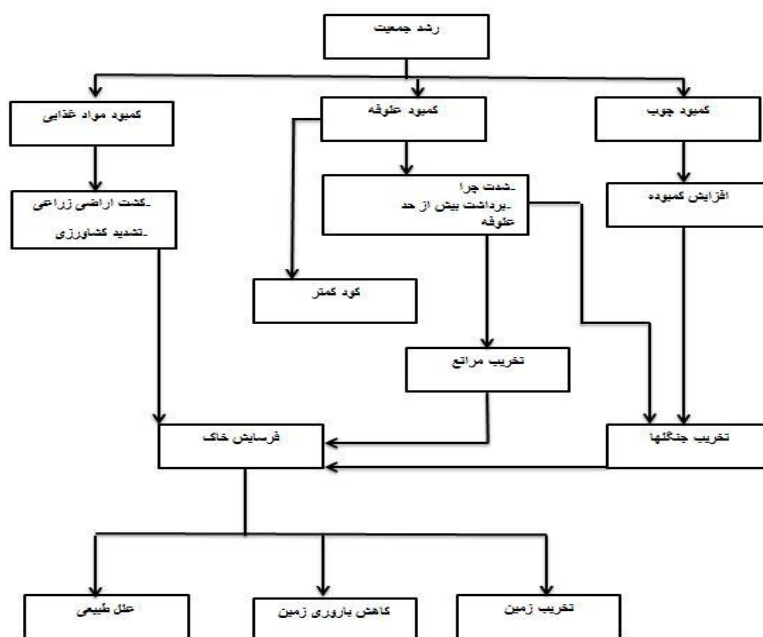 رشد جمعیت
کمبود چوب
کمبود علوفه
کمبود مواد غذایی
افزایش کمبوده
-شدت چرا
-برداشت بیش از حد
علوفه
-کشت اراضی زراعی
-تشدید کشاورزی
کود کمتر
تخریب مراتع
تخریب جنگلها
فرسایش خاک
تخریب زمین
کاهش باروری زمین
علل طبیعی